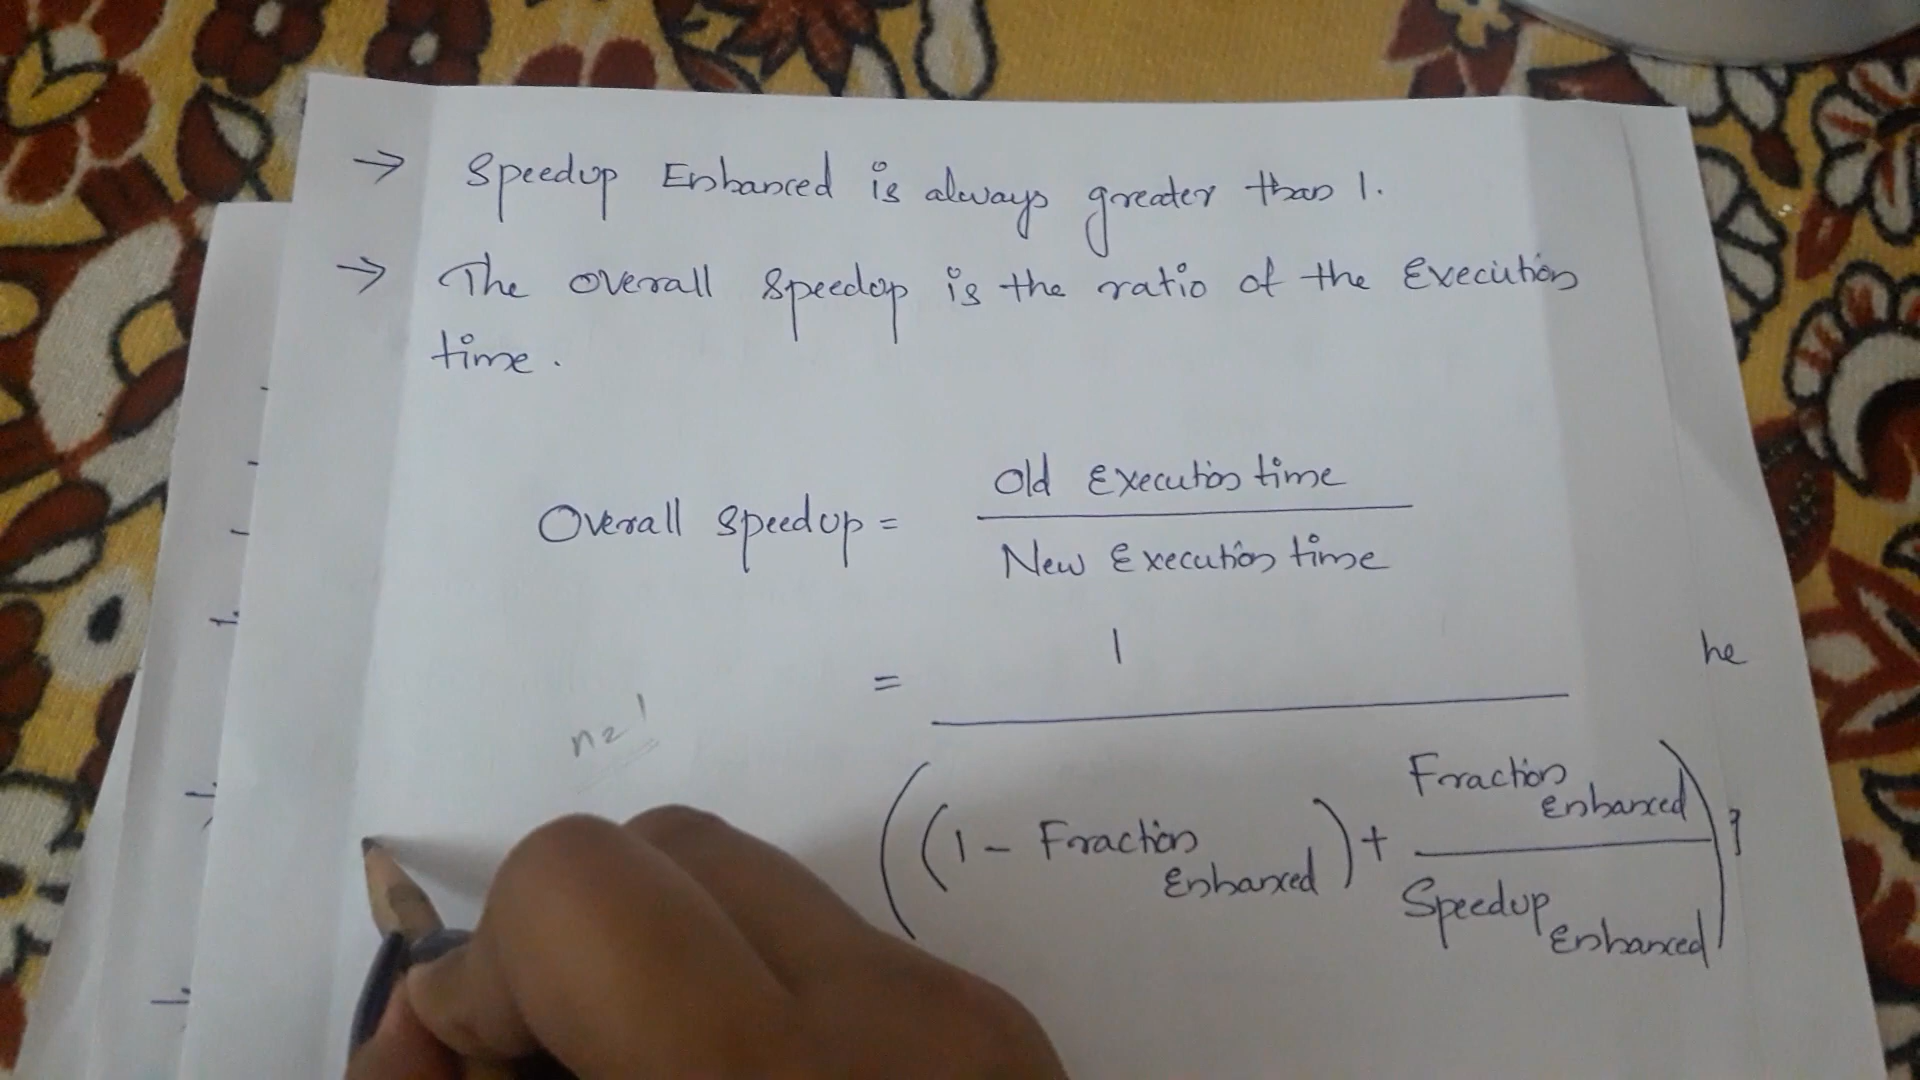 → Speedup Enhanced is always greater than 1.
→ The overall speedup is the ratio of the Execution
time.
Overall speedup = Old Execution time
New Execution time
= 1
he
((1 - Fraction Enhanced) + Fraction Enhanced
Speedup Enhanced)